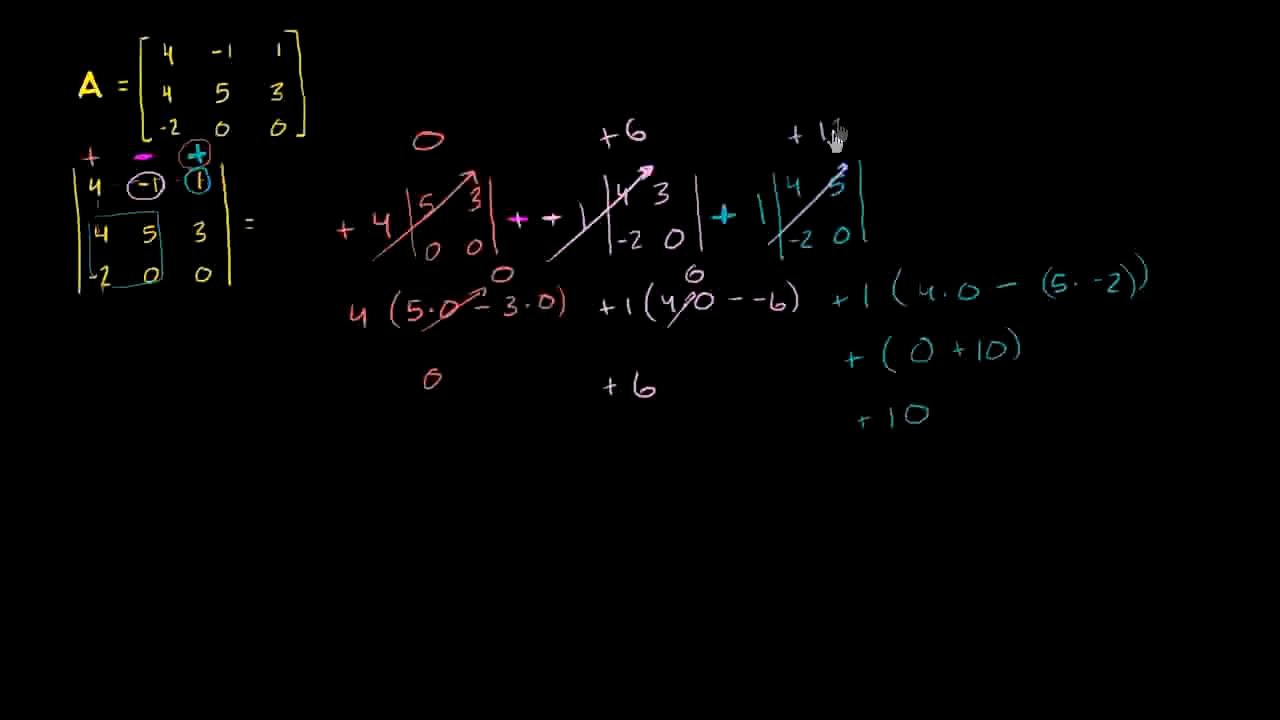 A = [ 4 -1 1
4 5 3
-2 0 0 ]
+ - +
| 4 -1 1 |
| 4 5 3 | =
| -2 0 0 |
0 +6 + 1
+ 4 | 5 3 | + + 1 | 4 3 | + 1 | 4 5 |
| 0 0 | | -2 0 | | -2 0 |
0 0
4 (5·0 - 3·0) +1 (4·0 - -6) +1 (4·0 - (5·-2))
+ (0 +10)
0 + 6
+ 10